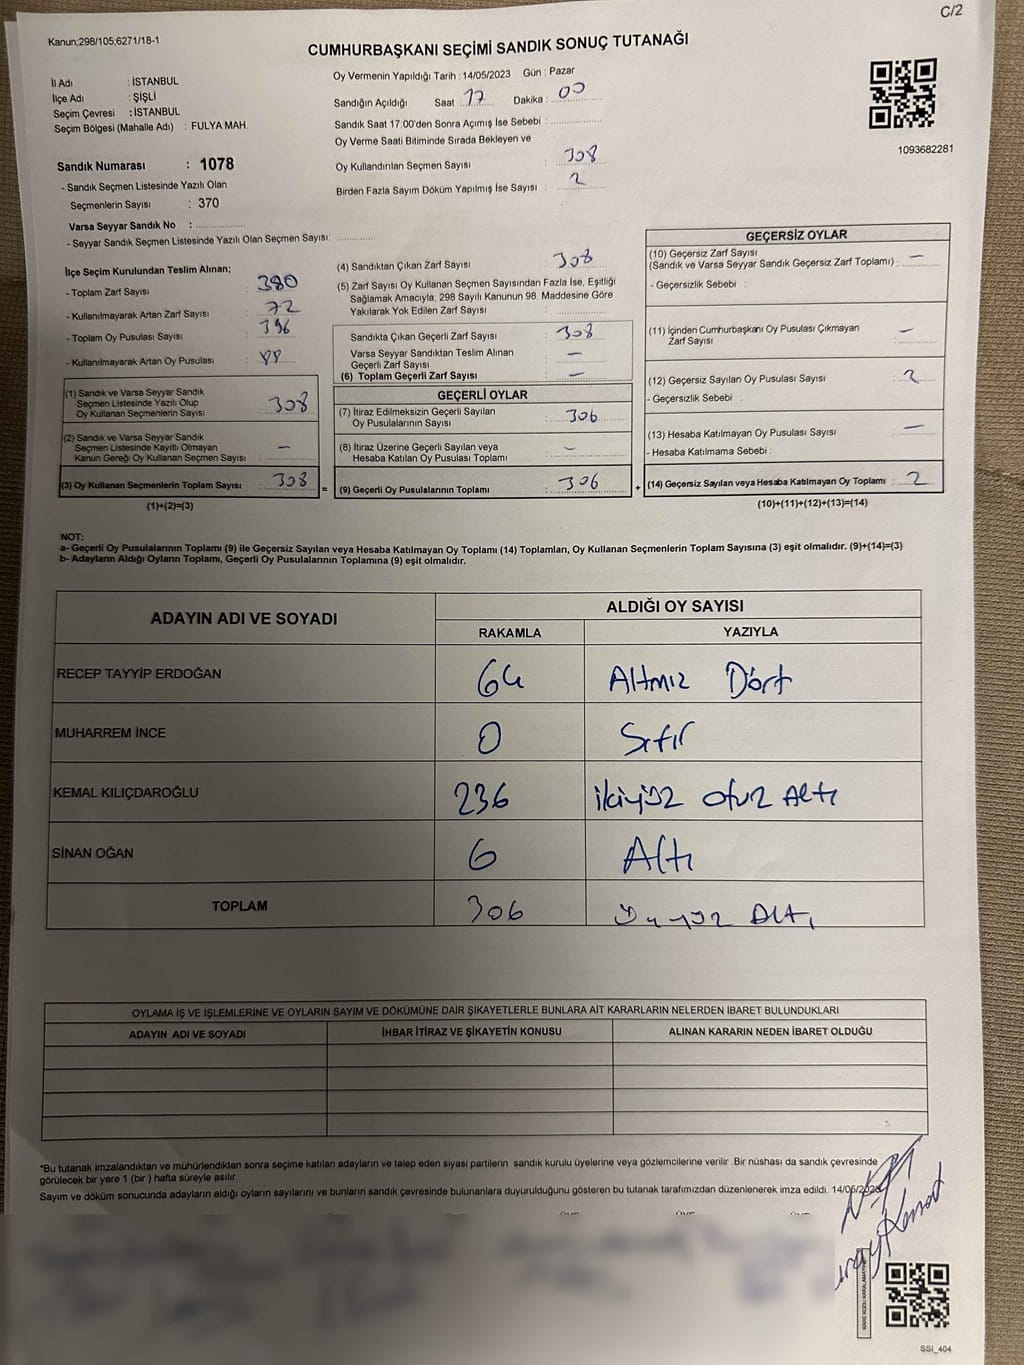 C/2
Kanun;298/105;6271/18-1
CUMHURBAŞKANI SEÇİMİ SANDIK SONUÇ TUTANAĞI
İl Adı : İSTANBUL
İlçe Adı : ŞİŞLİ
Seçim Çevresi : İSTANBUL
Seçim Bölgesi (Mahalle Adı) : FULYA MAH.
Sandık Numarası : 1078
- Sandık Seçmen Listesinde Yazılı Olan
Seçmenlerin Sayısı : 370
Varsa Seyyar Sandık No :
- Seyyar Sandık Seçmen Listesinde Yazılı Olan Seçmen Sayısı:
Oy Vermenin Yapıldığı Tarih : 14/05/2023 Gün : Pazar
Sandığın Açıldığı Saat : 17 Dakika : 00
Sandık Saat 17:00'den Sonra Açımış İse Sebebi :
Oy Verme Saati Bitiminde Sırada Bekleyen ve
Oy Kullandırılan Seçmen Sayısı : 308
Birden Fazla Sayım Döküm Yapılmış İse Sayısı : 2
1093682281
İlçe Seçim Kurulundan Teslim Alınan;
- Toplam Zarf Sayısı : 380
- Kullanılmayarak Artan Zarf Sayısı : 72
- Toplam Oy Pusulası Sayısı : 396
- Kullanılmayarak Artan Oy Pusulası : 88
(1) Sandık ve Varsa Seyyar Sandık
Seçmen Listesinde Yazılı Olup
Oy Kullanan Seçmenlerin Sayısı : 308
(2) Sandık ve Varsa Seyyar Sandık
Seçmen Listesinde Kayıtlı Olmayan
Kanun Gereği Oy Kullanan Seçmen Sayısı : –
(3) Oy Kullanan Seçmenlerin Toplam Sayısı : 308
(1)+(2)=(3)
(4) Sandıktan Çıkan Zarf Sayısı : 308
(5) Zarf Sayısı Oy Kullanan Seçmen Sayısından Fazla İse, Eşitliği
Sağlamak Amacıyla, 298 Sayılı Kanunun 98. Maddesine Göre
Yakılarak Yok Edilen Zarf Sayısı :
Sandıkta Çıkan Geçerli Zarf Sayısı : 308
Varsa Seyyar Sandıktan Teslim Alınan
Geçerli Zarf Sayısı : –
(6) Toplam Geçerli Zarf Sayısı : –
GEÇERLİ OYLAR
(7) İtiraz Edilmeksizin Geçerli Sayılan
Oy Pusulalarının Sayısı : 306
(8) İtiraz Üzerine Geçerli Sayılan veya
Hesaba Katılan Oy Pusulası Toplamı : –
= (9) Geçerli Oy Pusulalarının Toplamı : 306 +
GEÇERSİZ OYLAR
(10) Geçersiz Zarf Sayısı
(Sandık ve Varsa Seyyar Sandık Geçersiz Zarf Toplamı) : –
- Geçersizlik Sebebi :
(11) İçinden Cumhurbaşkanı Oy Pusulası Çıkmayan
Zarf Sayısı : –
(12) Geçersiz Sayılan Oy Pusulası Sayısı : 2
- Geçersizlik Sebebi :
(13) Hesaba Katılmayan Oy Pusulası Sayısı : –
- Hesaba Katılmama Sebebi :
(14) Geçersiz Sayılan veya Hesaba Katılmayan Oy Toplamı : 2
(10)+(11)+(12)+(13)=(14)
NOT:
a- Geçerli Oy Pusulalarının Toplamı (9) ile Geçersiz Sayılan veya Hesaba Katılmayan Oy Toplamı (14) Toplamları, Oy Kullanan Seçmenlerin Toplam Sayısına (3) eşit olmalıdır. (9)+(14)=(3)
b- Adayların Aldığı Oyların Toplamı, Geçerli Oy Pusulalarının Toplamına (9) eşit olmalıdır.
ADAYIN ADI VE SOYADI ALDIĞI OY SAYISI
RAKAMLA YAZIYLA
RECEP TAYYİP ERDOĞAN 64 Altmız Dört
MUHARREM İNCE 0 Sıfır
KEMAL KILIÇDAROĞLU 236 ikiyüz otuz Altı
SİNAN OĞAN 6 Altı
TOPLAM 306 üçyüz Altı
OYLAMA İŞ VE İŞLEMLERİNE VE OYLARIN SAYIM VE DÖKÜMÜNE DAİR ŞİKAYETLERLE BUNLARA AİT KARARLARIN NELERDEN İBARET BULUNDUKLARI
ADAYIN ADI VE SOYADI İHBAR İTİRAZ VE ŞİKAYETİN KONUSU ALINAN KARARIN NEDEN İBARET OLDUĞU
*Bu tutanak imzalandıktan ve mühürlendikten sonra seçime katılan adayların ve talep eden siyasi partilerin sandık kurulu üyelerine veya gözlemcilerine verilir .Bir nüshası da sandık çevresinde
görülecek bir yere 1 (bir ) hafta süreyle asılır.
Sayım ve döküm sonucunda adayların aldığı oyların sayılarını ve bunların sandık çevresinde bulunanlara duyurulduğunu gösteren bu tutanak tarafımızdan düzenlenerek imza edildi. 14/05/2023
SSI_404